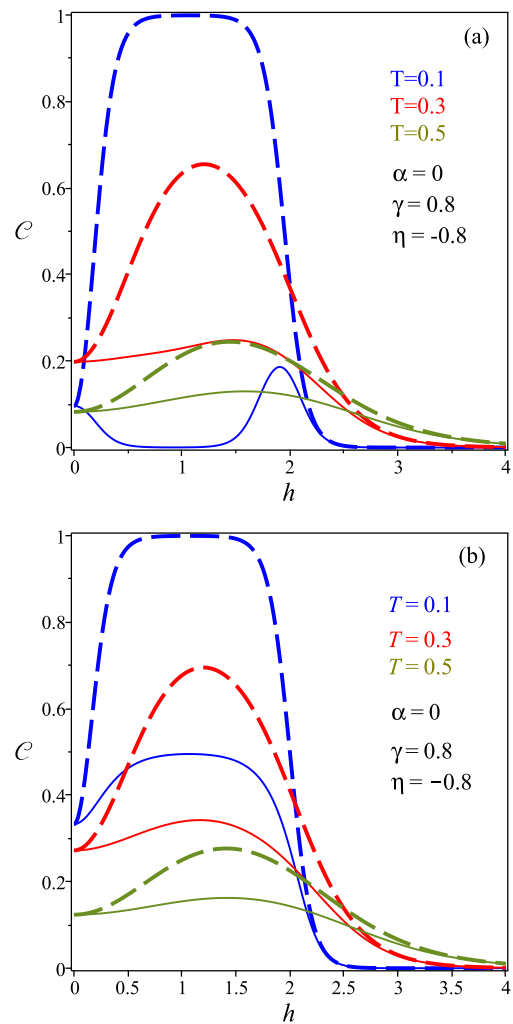 (a)
1
T=0.1
T=0.3
T=0.5
0.8
α = 0
γ = 0.8
η = -0.8
0.6
𝒞
0.4
0.2
0
0 1 2 3 4
h
(b)
1
T = 0.1
T = 0.3
T = 0.5
0.8
α = 0
γ = 0.8
η = −0.8
0.6
𝒞
0.4
0.2
0
0 0.5 1 1.5 2 2.5 3 3.5 4
h